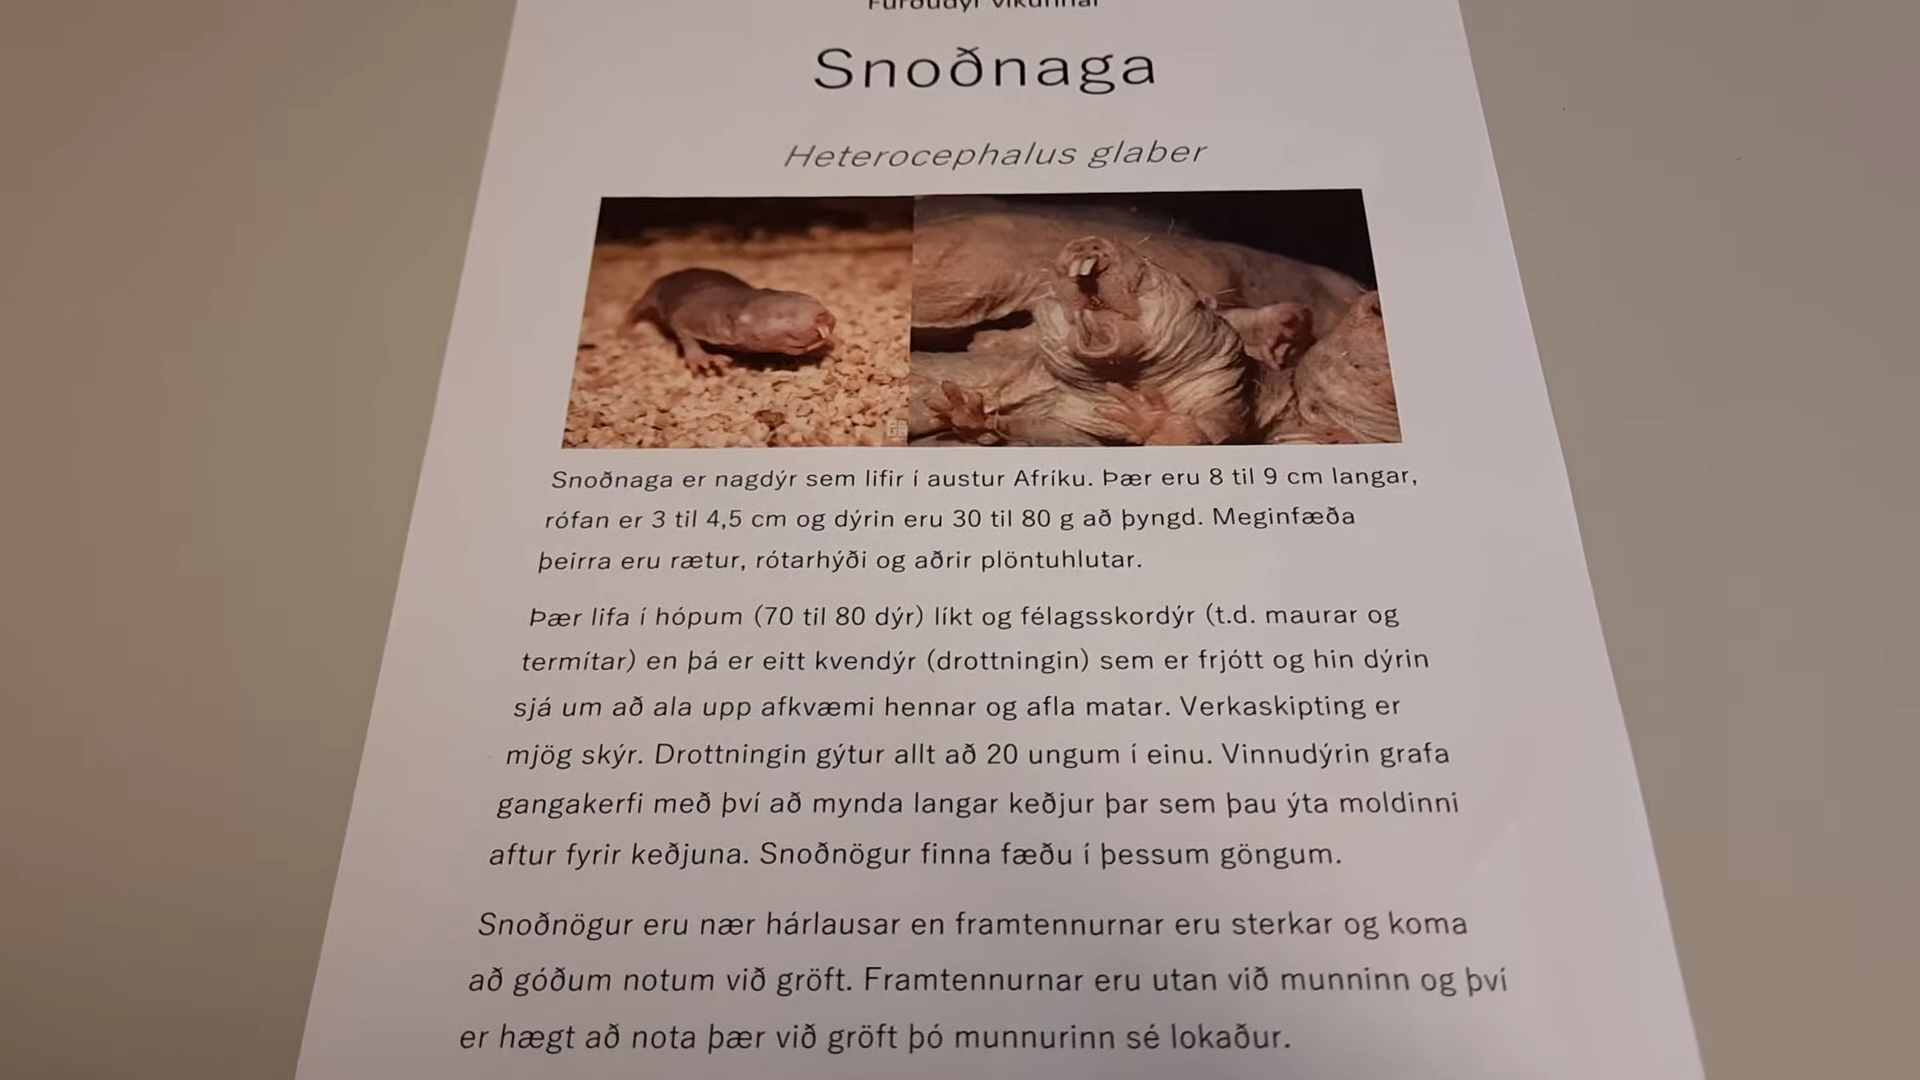 Furðudýr vikunnar
Snoðnaga
Heterocephalus glaber
Snoðnaga er nagdýr sem lifir í austur Afríku. Þær eru 8 til 9 cm langar,
rófan er 3 til 4,5 cm og dýrin eru 30 til 80 g að þyngd. Meginfæða
þeirra eru rætur, rótarhýði og aðrir plöntuhlutar.
Þær lifa í hópum (70 til 80 dýr) líkt og félagsskordýr (t.d. maurar og
termítar) en þá er eitt kvendýr (drottningin) sem er frjótt og hin dýrin
sjá um að ala upp afkvæmi hennar og afla matar. Verkaskipting er
mjög skýr. Drottningin gýtur allt að 20 ungum í einu. Vinnudýrin grafa
gangakerfi með því að mynda langar keðjur þar sem þau ýta moldinni
aftur fyrir keðjuna. Snoðnögur finna fæðu í þessum göngum.
Snoðnögur eru nær hárlausar en framtennurnar eru sterkar og koma
að góðum notum við gröft. Framtennurnar eru utan við munninn og því
er hægt að nota þær við gröft þó munnurinn sé lokaður.